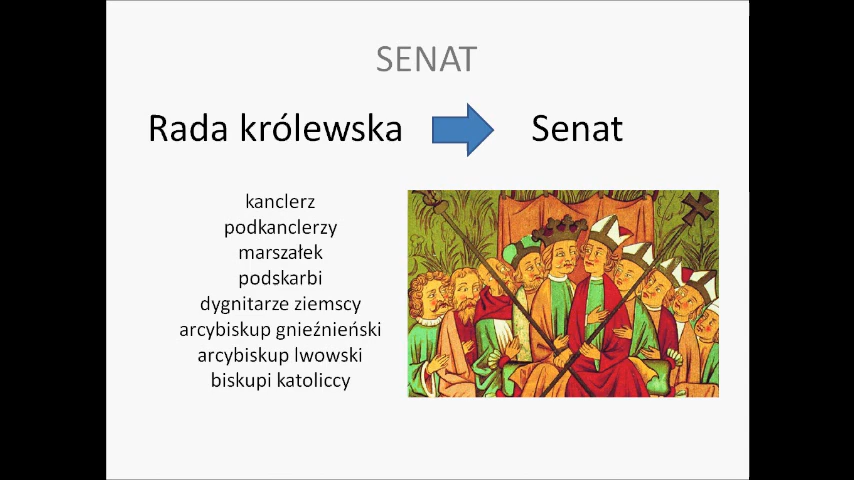 SENAT
Rada królewska Senat
kanclerz
podkanclerzy
marszałek
podskarbi
dygnitarze ziemscy
arcybiskup gnieźnieński
arcybiskup lwowski
biskupi katoliccy